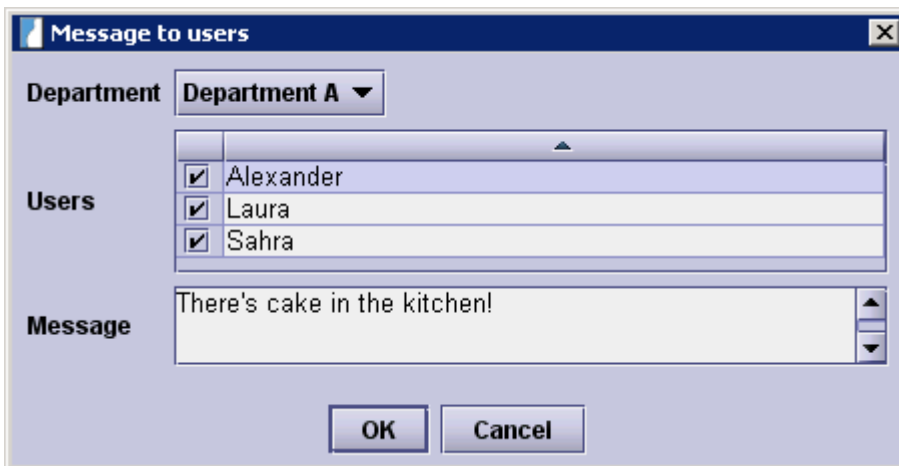 Message to users
Department Department A
Users
Alexander
Laura
Sahra
Message
There's cake in the kitchen!
OK Cancel